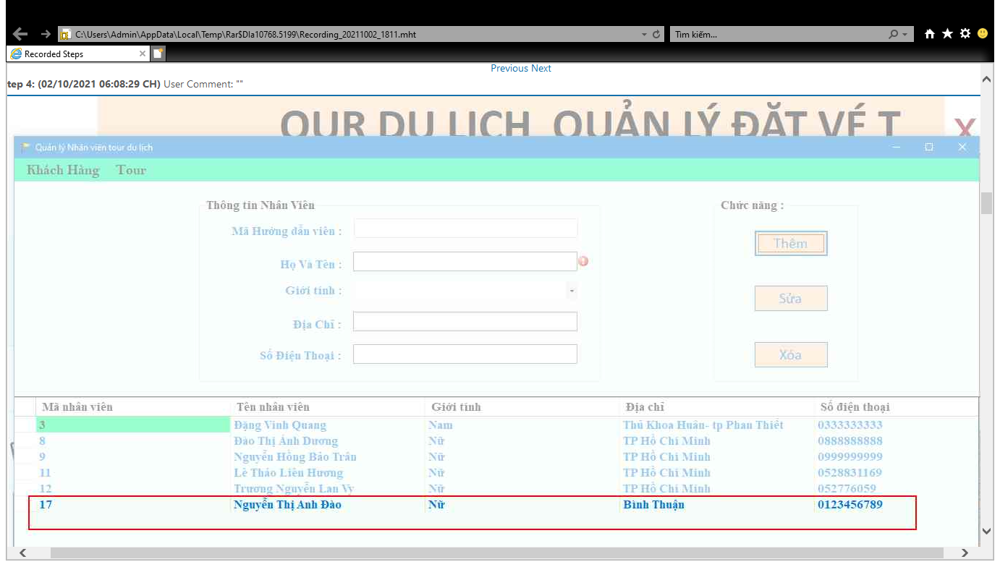 C:\Users\Admin\AppData\Local\Temp\Rar$DIa10768.5199\Recording_20211002_1811.mht
Tìm kiếm...
Recorded Steps
Previous Next
tep 4: (02/10/2021 06:08:29 CH) User Comment: ""
OUR DU LỊCH QUẢN LÝ ĐẶT VÉ T
X
Quản lý Nhân viên tour du lịch
Khách Hàng Tour
Thông tin Nhân Viên
Chức năng :
Mã Hướng dẫn viên :
Thêm
Họ Và Tên :
Giới tính :
Sửa
Địa Chỉ :
Số Điện Thoại :
Xóa
Mã nhân viên Tên nhân viên Giới tính Địa chỉ Số điện thoại
3 Đặng Vinh Quang Nam Thủ Khoa Huân- tp Phan Thiết 0333333333
8 Đào Thị Ánh Dương Nữ TP Hồ Chí Minh 0888888888
9 Nguyễn Hồng Bảo Trân Nữ TP Hồ Chí Minh 0999999999
11 Lê Thảo Liên Hương Nữ TP Hồ Chí Minh 0528831169
12 Trương Nguyễn Lan Vy Nữ TP Hồ Chí Minh 052776059
17 Nguyễn Thị Anh Đào Nữ Bình Thuận 0123456789